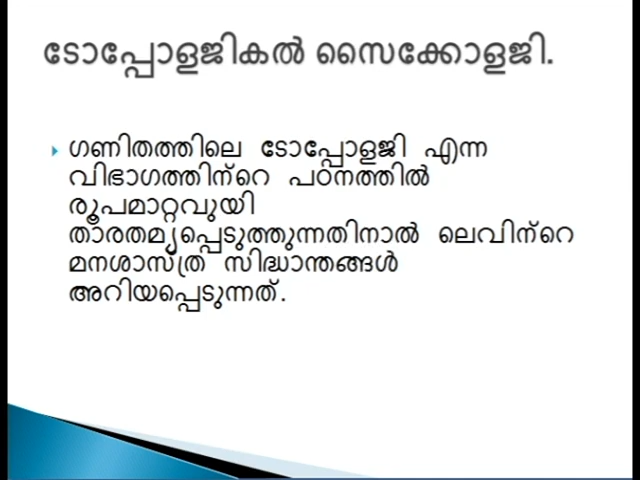 ടോപ്പോളജികൽ സൈക്കോളജി.
ഗണിതത്തിലെ ടോപ്പോളജി എന്ന
വിഭാഗത്തിന്റെ പഠനത്തിൽ
രൂപമാറ്റവുയി
താരതമ്യപ്പെടുത്തുന്നതിനാൽ ലെവിന്റെ
മനശാസ്ത്ര സിദ്ധാന്തങ്ങൾ
അറിയപ്പെടുന്നത്.